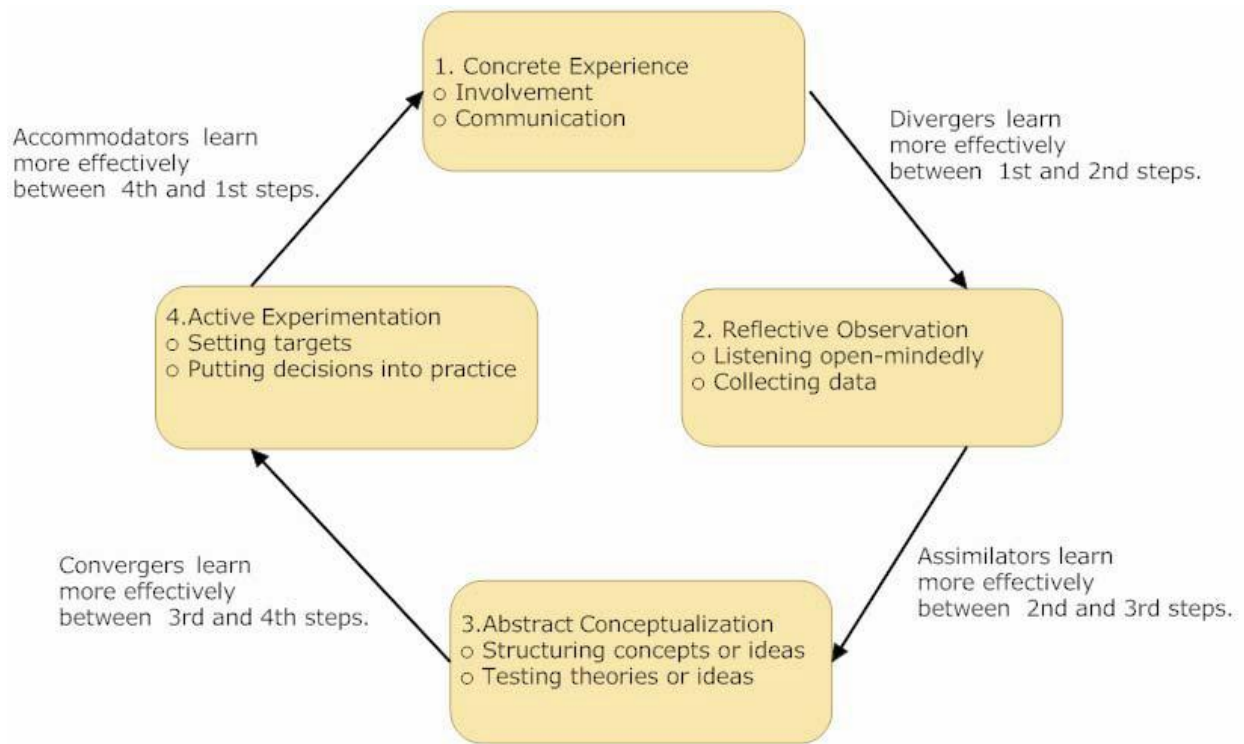 1. Concrete Experience
○ Involvement
○ Communication
Divergers learn
more effectively
between 1st and 2nd steps.
2. Reflective Observation
○ Listening open-mindedly
○ Collecting data
Assimilators learn
more effectively
between 2nd and 3rd steps.
3.Abstract Conceptualization
○ Structuring concepts or ideas
○ Testing theories or ideas
Convergers learn
more effectively
between 3rd and 4th steps.
4.Active Experimentation
○ Setting targets
○ Putting decisions into practice
Accommodators learn
more effectively
between 4th and 1st steps.